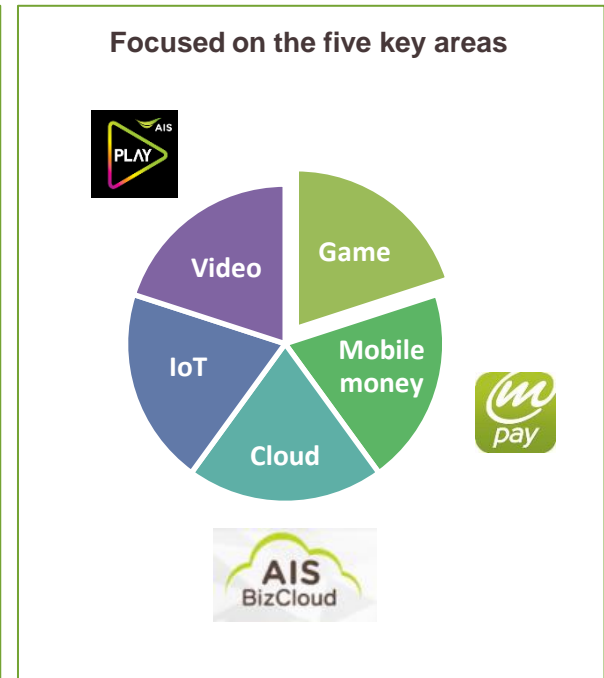 Focused on the five key areas
AIS
PLAY
Video
Game
IoT
Mobile
money
Cloud
m
pay
AIS
BizCloud